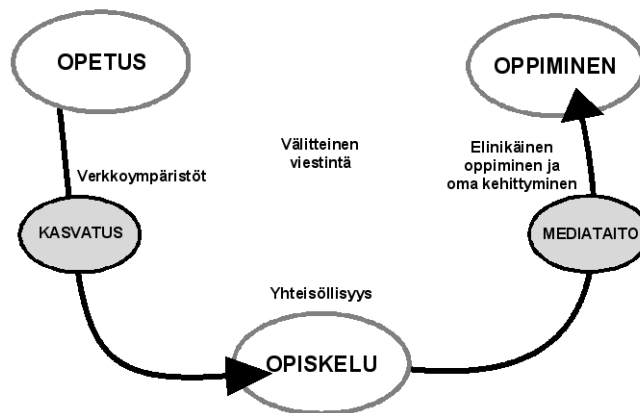 OPETUS
OPPIMINEN
Välitteinen
viestintä
Elinikäinen
oppiminen ja
oma kehittyminen
Verkkoympäristöt
KASVATUS
MEDIATAITO
Yhteisöllisyys
OPISKELU